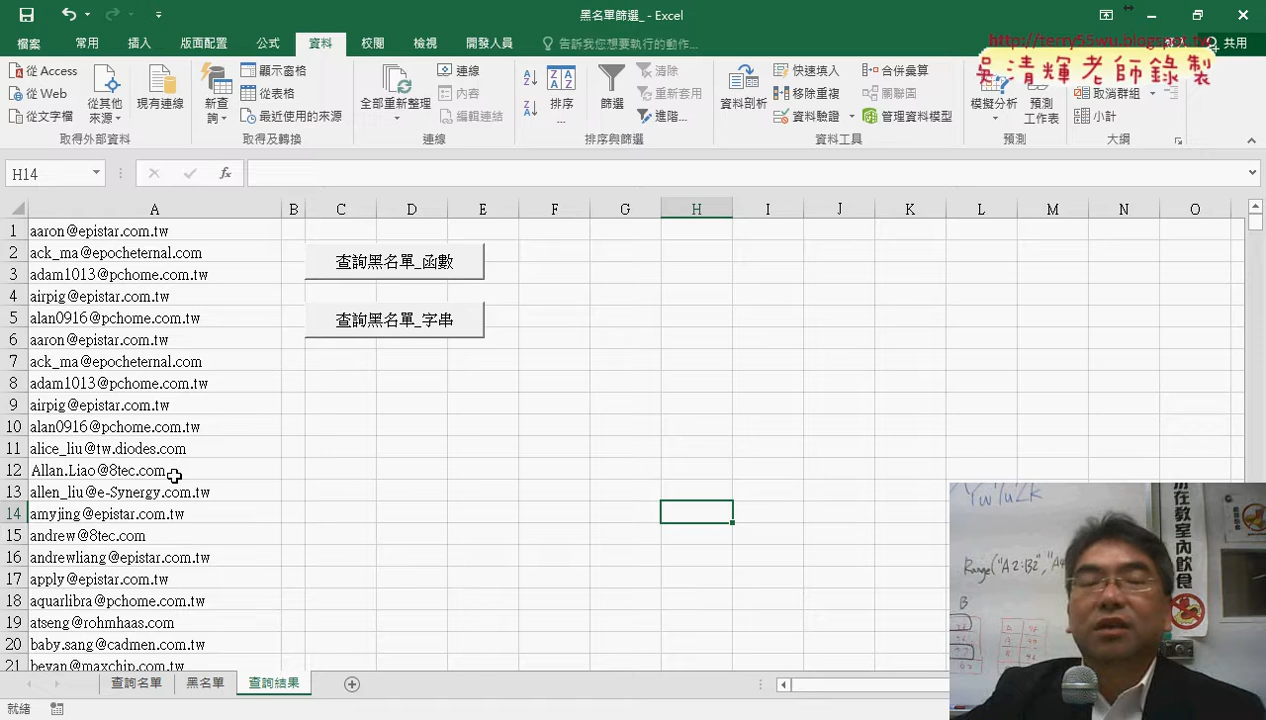 黑名單篩選_ - Excel
檔案 常用 插入 版面配置 公式 資料 校閱 檢視 開發人員 告訴我您想要執行的動作... 共用
http://terry55wu.blogspot.tw
吳清輝老師錄製
從 Access
從 Web
從文字檔
從其他來源
現有連線
取得外部資料
新查詢
顯示查詢
從表格
最近使用的來源
取得及轉換
全部重新整理
連線
內容
編輯連結
連線
排序...
篩選
清除
重新套用
進階...
排序與篩選
資料剖析
快速填入
移除重複
資料驗證
合併彙算
關聯圖
管理資料模型
資料工具
模擬分析
預測工作表
預測
取消群組
小計
大綱
H14
fx
A B C D E F G H I J K L M N O
1 aaron@epistar.com.tw
2 ack_ma@epocheternal.com
3 adam1013@pchome.com.tw
4 airpig@epistar.com.tw
5 alan0916@pchome.com.tw
6 aaron@epistar.com.tw
7 ack_ma@epocheternal.com
8 adam1013@pchome.com.tw
9 airpig@epistar.com.tw
10 alan0916@pchome.com.tw
11 alice_liu@tw.diodes.com
12 Allan.Liao@8tec.com
13 allen_liu@e-Synergy.com.tw
14 amyjing@epistar.com.tw
15 andrew@8tec.com
16 andrewliang@epistar.com.tw
17 apply@epistar.com.tw
18 aquarlibra@pchome.com.tw
19 atseng@rohmhaas.com
20 baby.sang@cadmen.com.tw
21 bevan@maxchip.com.tw
查詢黑名單_函數
查詢黑名單_字串
Range("A2:B2","A
B
在教室內飲食
查詢名單 黑名單 查詢結果
就緒